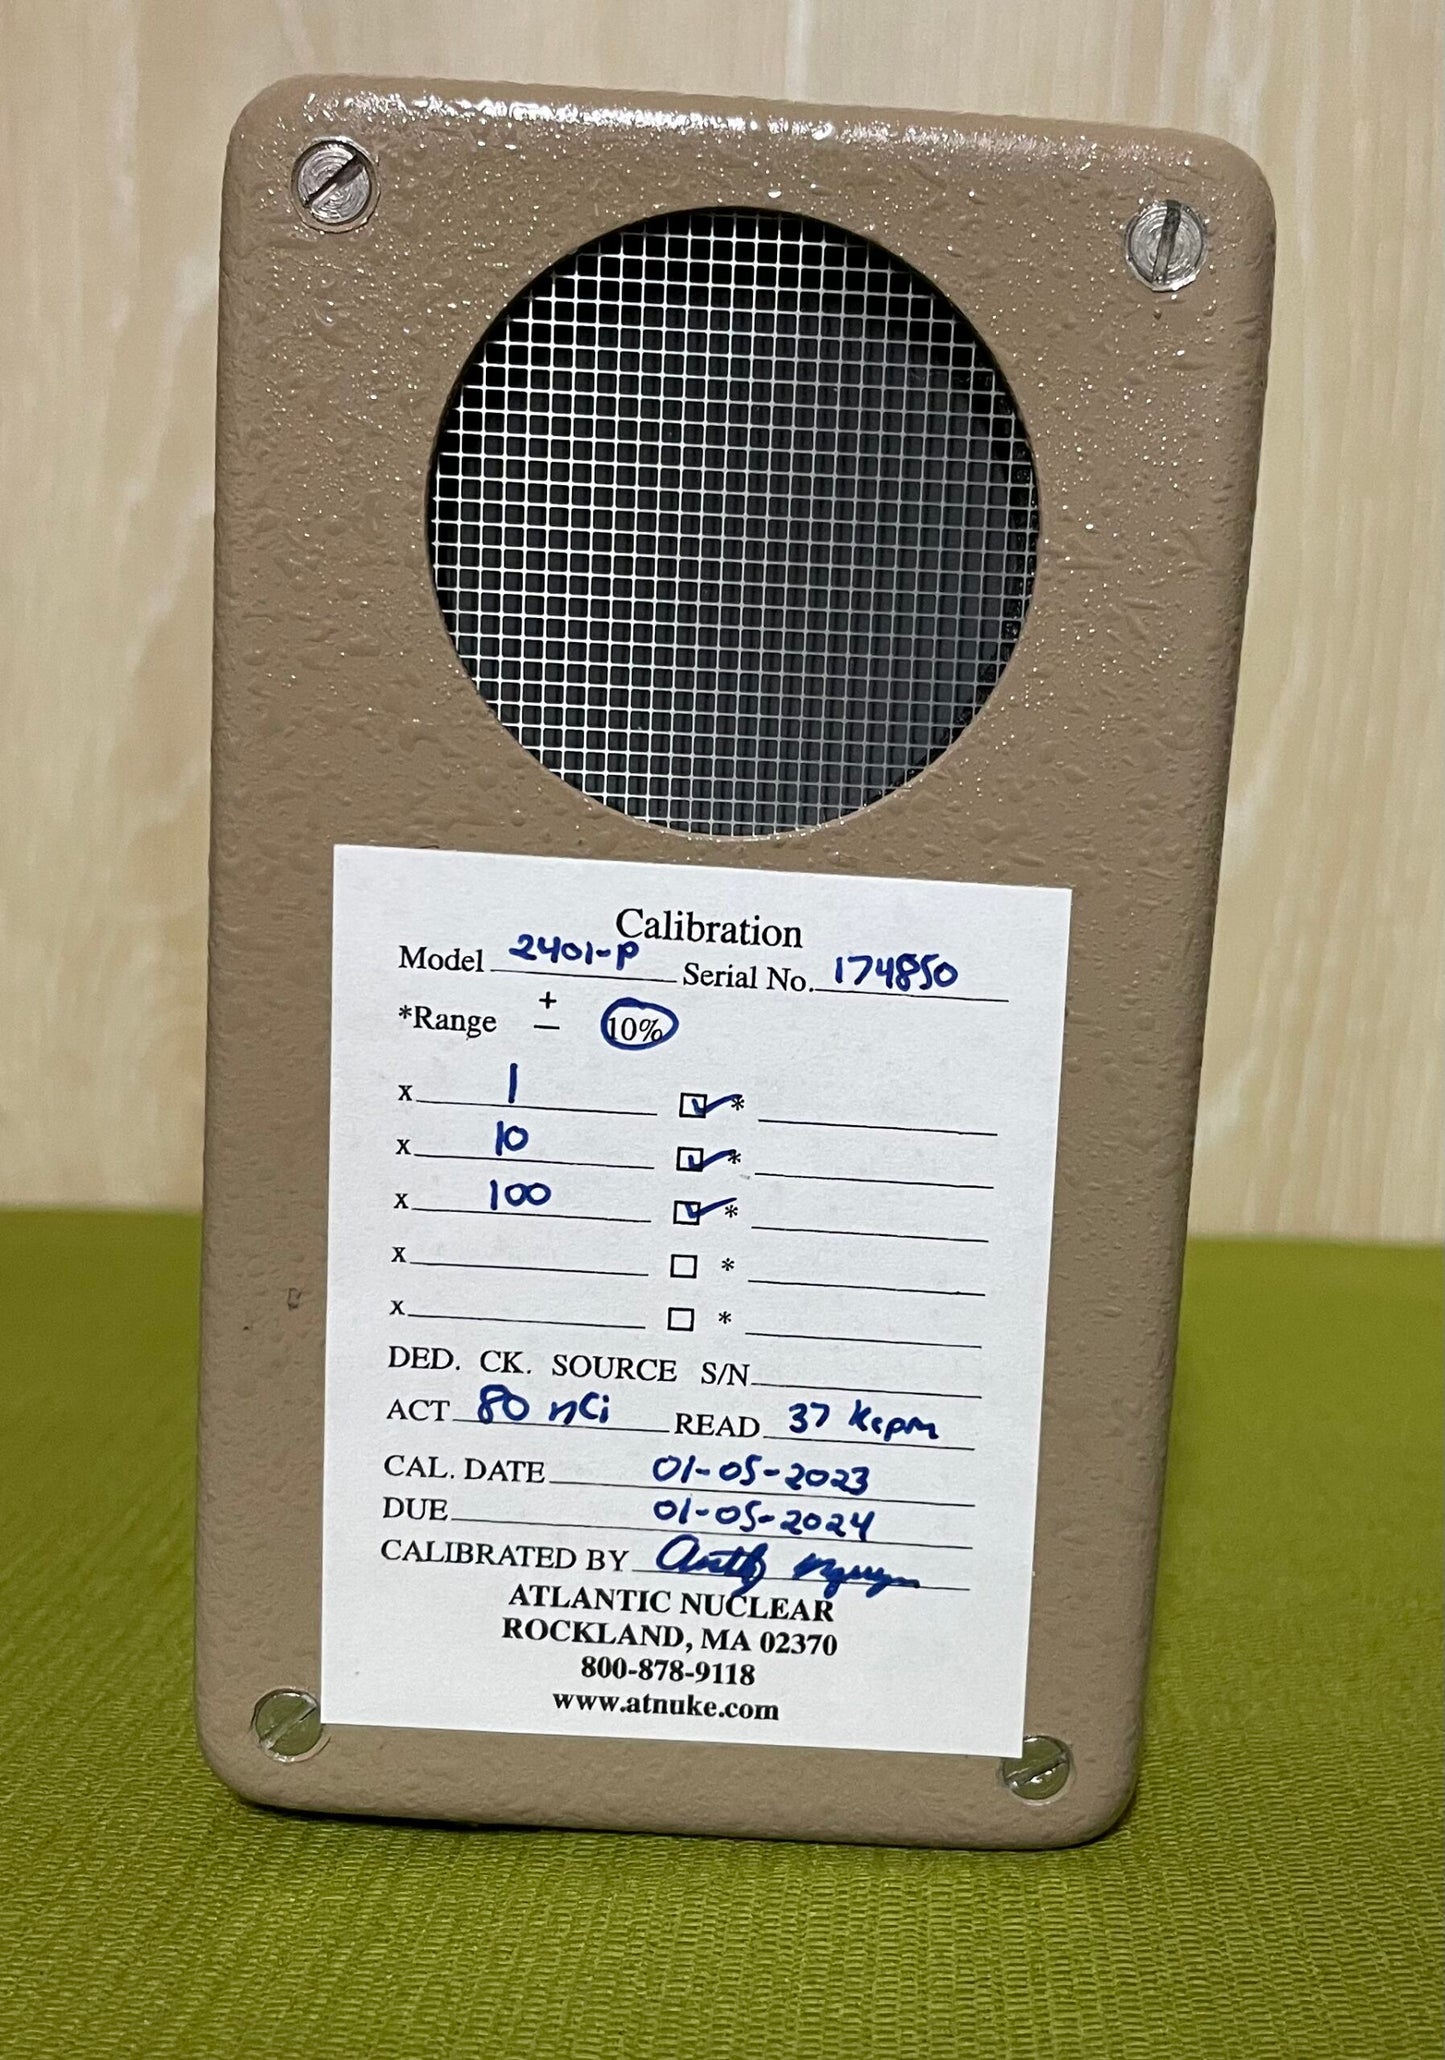 Calibration
Model 2401-P Serial No. 174850
*Range ± 10%
x 1 ☑ *
x 10 ☑ *
x 100 ☑ *
x ☐ *
x ☐ *
DED. CK. SOURCE S/N
ACT 80 nCi READ 37 Kcpm
CAL. DATE 01-05-2023
DUE 01-05-2024
CALIBRATED BY
ATLANTIC NUCLEAR
ROCKLAND, MA 02370
800-878-9118
www.atnuke.com